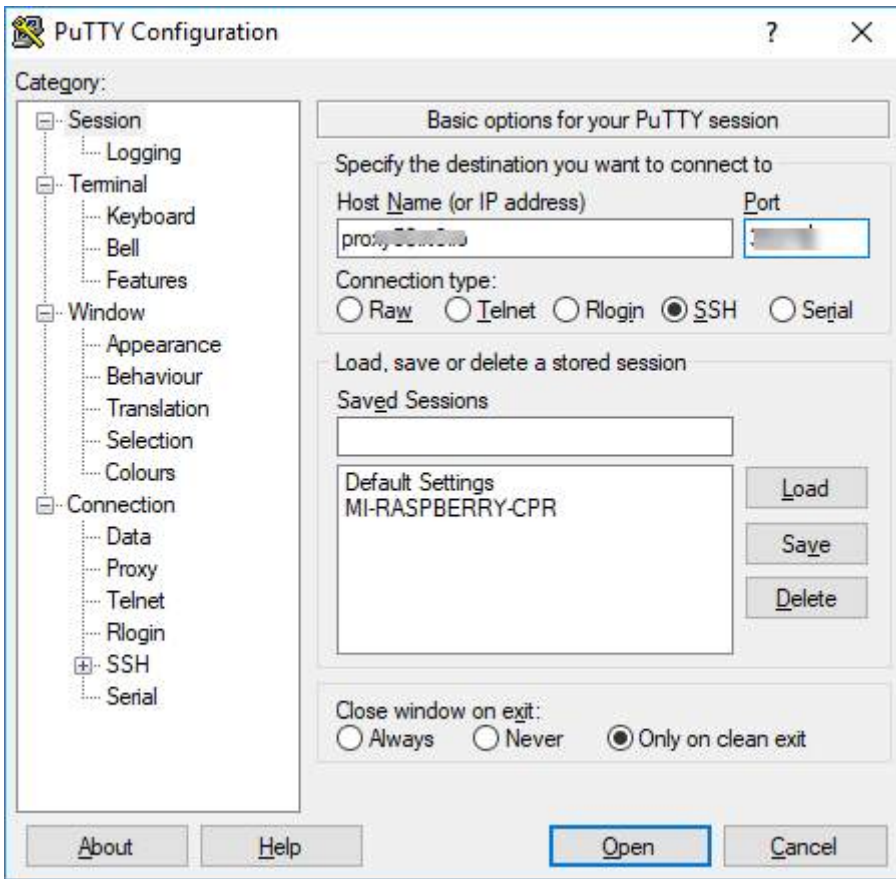 PuTTY Configuration ? ×
Category:
Session
Logging
Terminal
Keyboard
Bell
Features
Window
Appearance
Behaviour
Translation
Selection
Colours
Connection
Data
Proxy
Telnet
Rlogin
SSH
Serial
Basic options for your PuTTY session
Specify the destination you want to connect to
Host Name (or IP address) Port
Connection type:
Raw Telnet Rlogin SSH Serial
Load, save or delete a stored session
Saved Sessions
Default Settings
MI-RASPBERRY-CPR
Load
Save
Delete
Close window on exit:
Always Never Only on clean exit
About Help Open Cancel